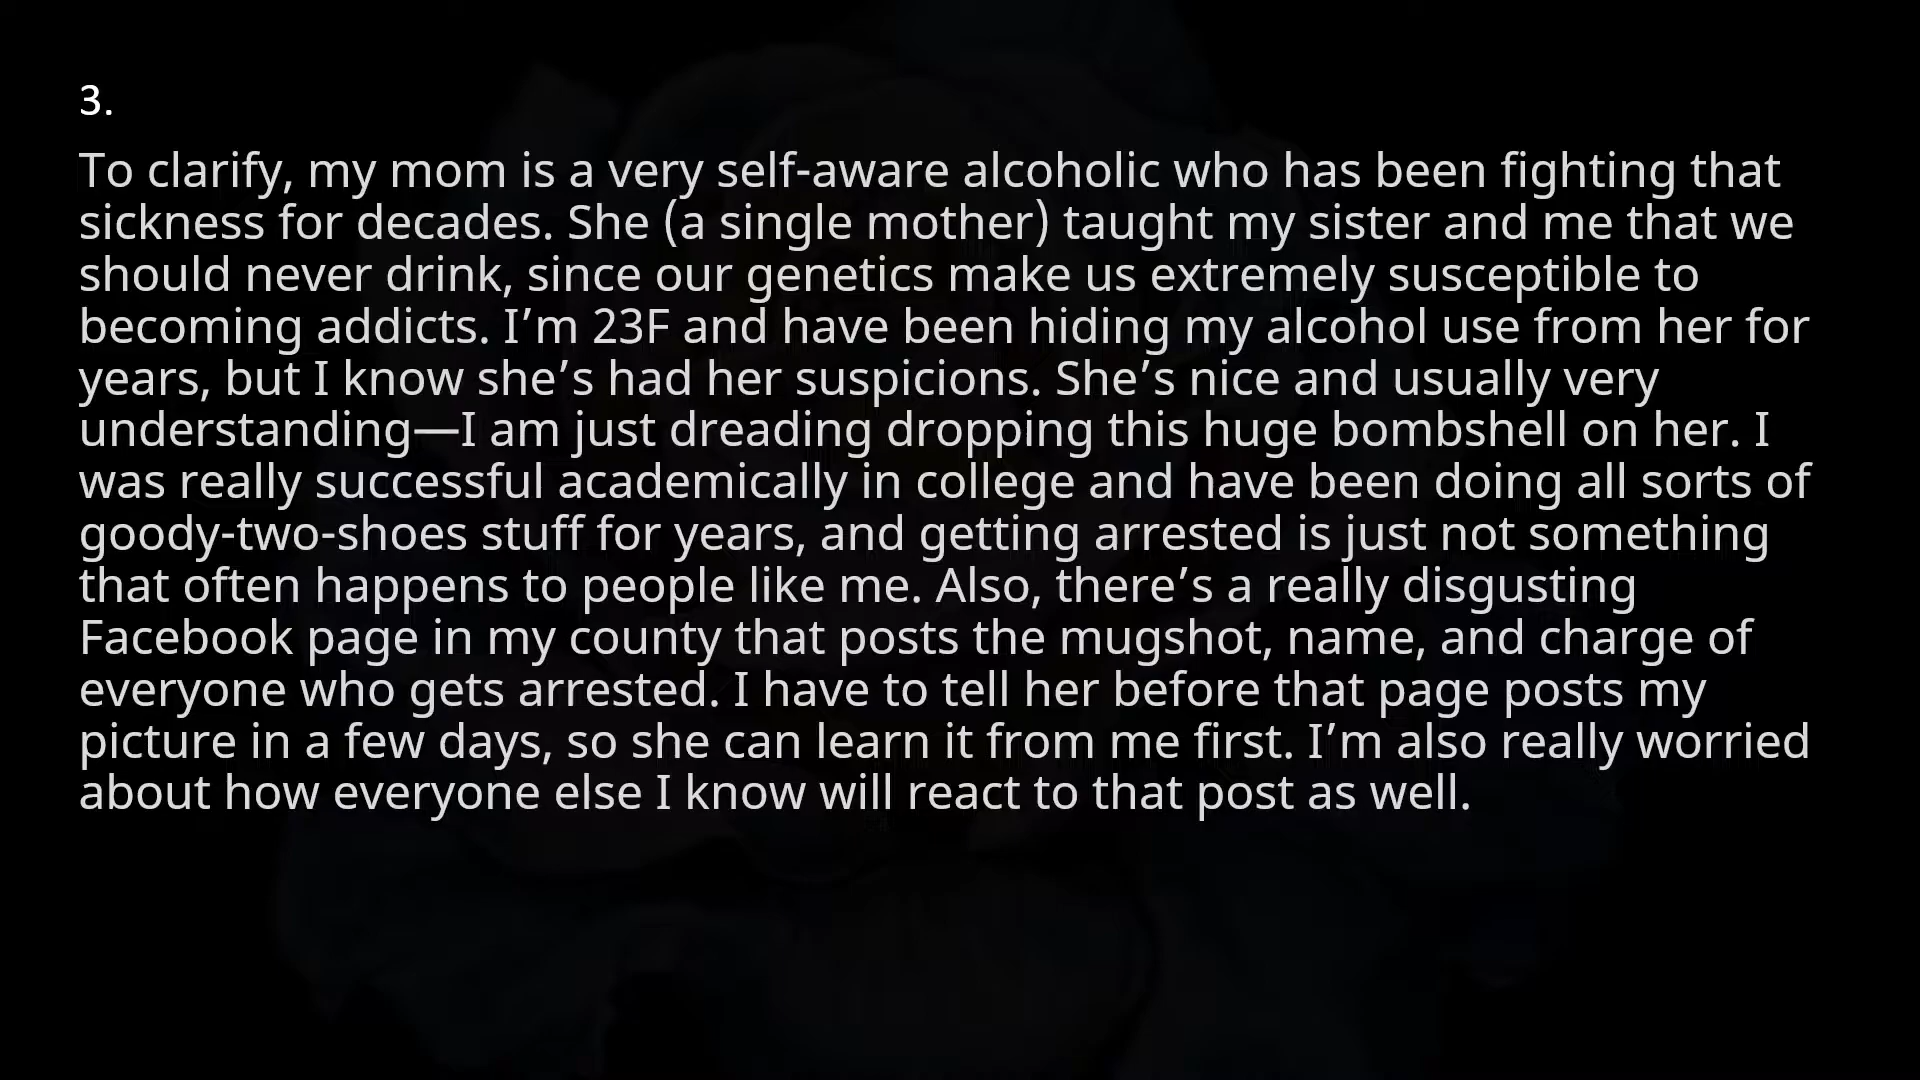 3.
To clarify, my mom is a very self-aware alcoholic who has been fighting that
sickness for decades. She (a single mother) taught my sister and me that we
should never drink, since our genetics make us extremely susceptible to
becoming addicts. I’m 23F and have been hiding my alcohol use from her for
years, but I know she’s had her suspicions. She’s nice and usually very
understanding—I am just dreading dropping this huge bombshell on her. I
was really successful academically in college and have been doing all sorts of
goody-two-shoes stuff for years, and getting arrested is just not something
that often happens to people like me. Also, there’s a really disgusting
Facebook page in my county that posts the mugshot, name, and charge of
everyone who gets arrested. I have to tell her before that page posts my
picture in a few days, so she can learn it from me first. I’m also really worried
about how everyone else I know will react to that post as well.